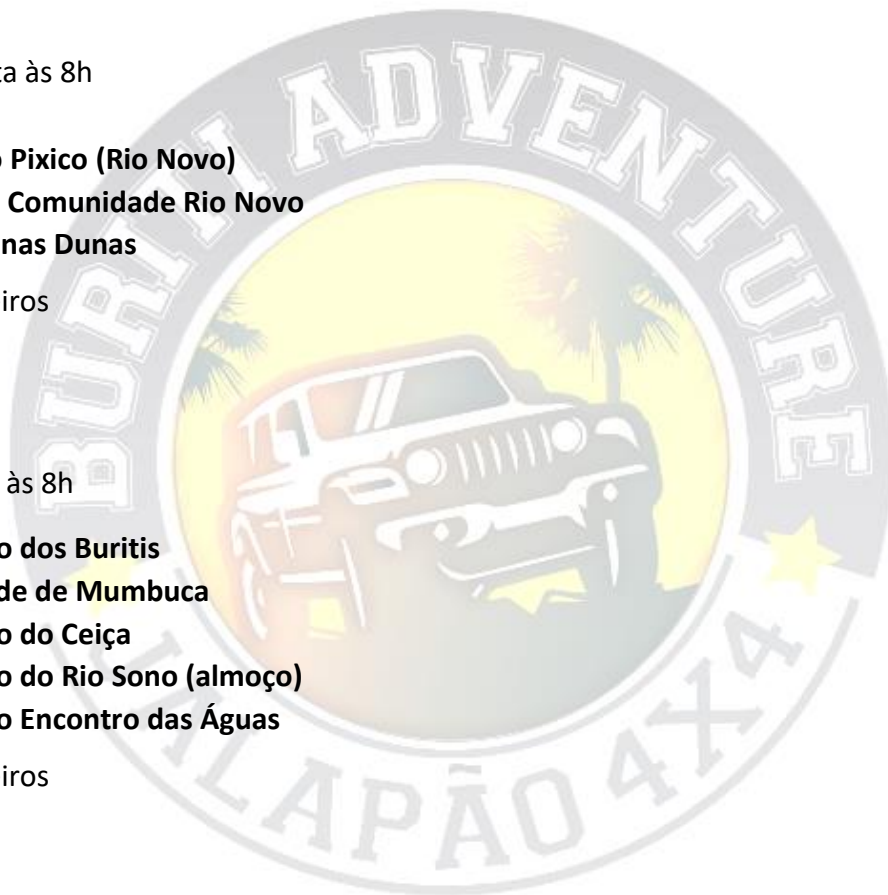 ta às 8h
o Pixico (Rio Novo)
Comunidade Rio Novo
nas Dunas
iros
às 8h
o dos Buritis
de de Mumbuca
o do Ceiça
o do Rio Sono (almoço)
o Encontro das Águas
iros
BURITI ADVENTURE
JALAPÃO 4X4